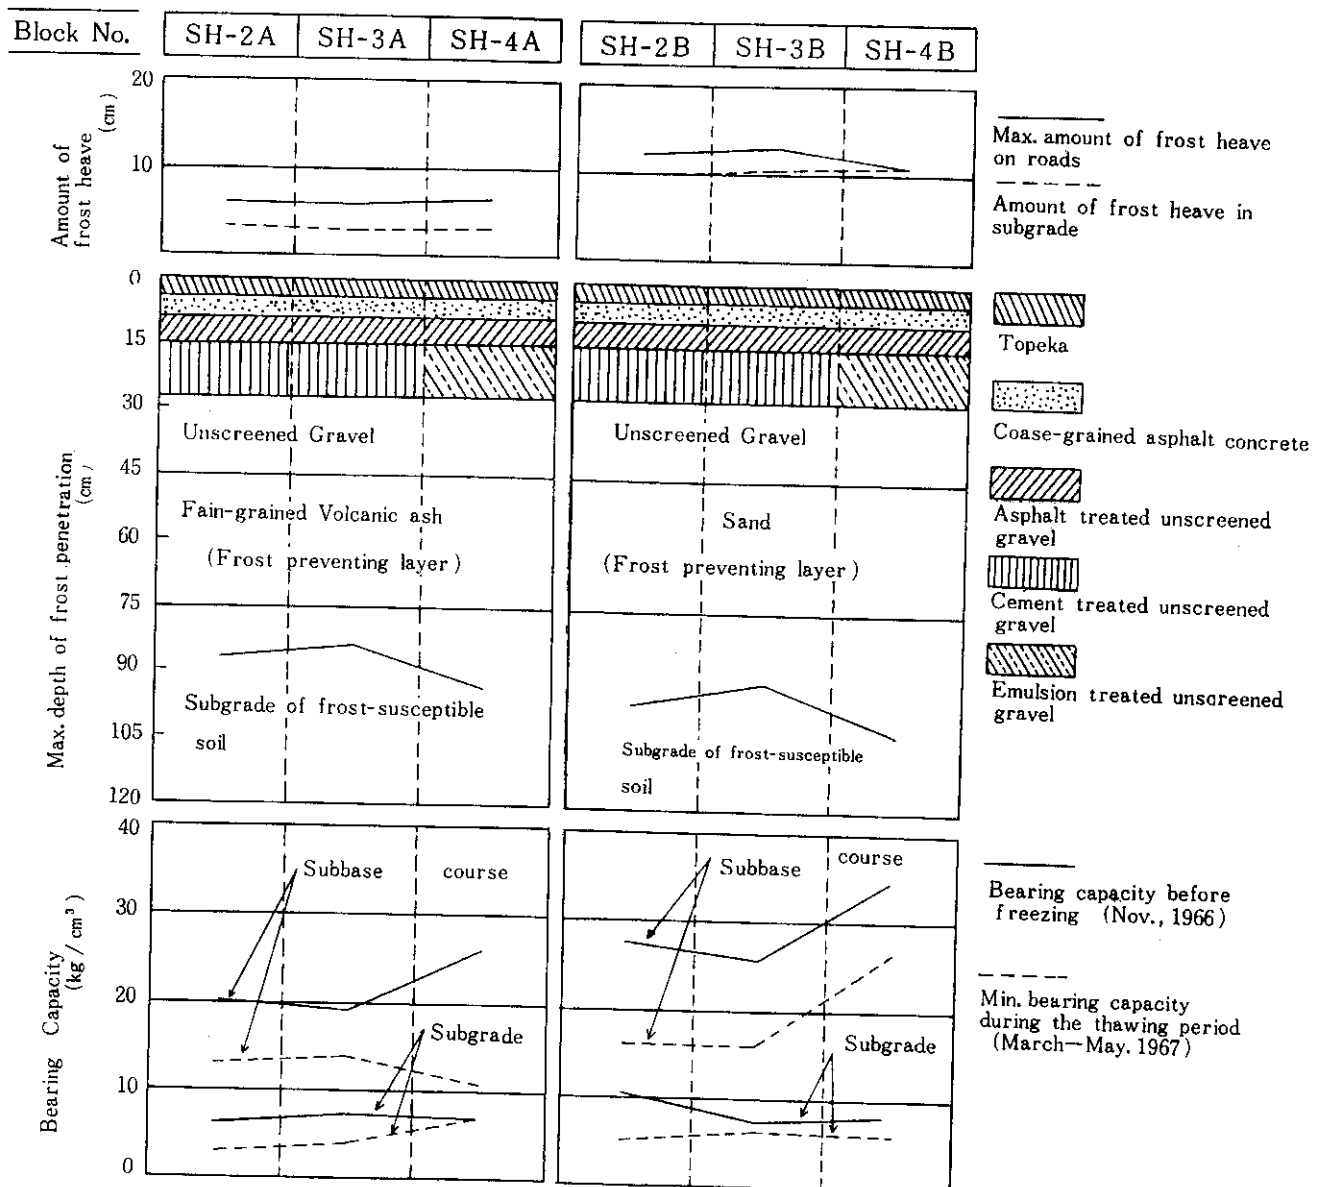 Block No.
SH-2A SH-3A SH-4A
SH-2B SH-3B SH-4B
Amount of
frost heave
(cm)
20
10
Max. amount of frost heave
on roads
Amount of frost heave in
subgrade
Max. depth of frost penetration
(cm)
0
15
30
45
60
75
90
105
120
Unscreened Gravel
Fain-grained Volcanic ash
(Frost preventing layer)
Subgrade of frost-susceptible
soil
Unscreened Gravel
Sand
(Frost preventing layer)
Subgrade of frost-susceptible
soil
Topeka
Coase-grained asphalt concrete
Asphalt treated unscreened
gravel
Cement treated unscreened
gravel
Emulsion treated unscreened
gravel
Bearing Capacity
(kg/cm³)
40
30
20
10
0
Subbase course
Subgrade
Subbase course
Subgrade
Bearing capacity before
freezing (Nov., 1966)
Min. bearing capacity
during the thawing period
(March—May. 1967)